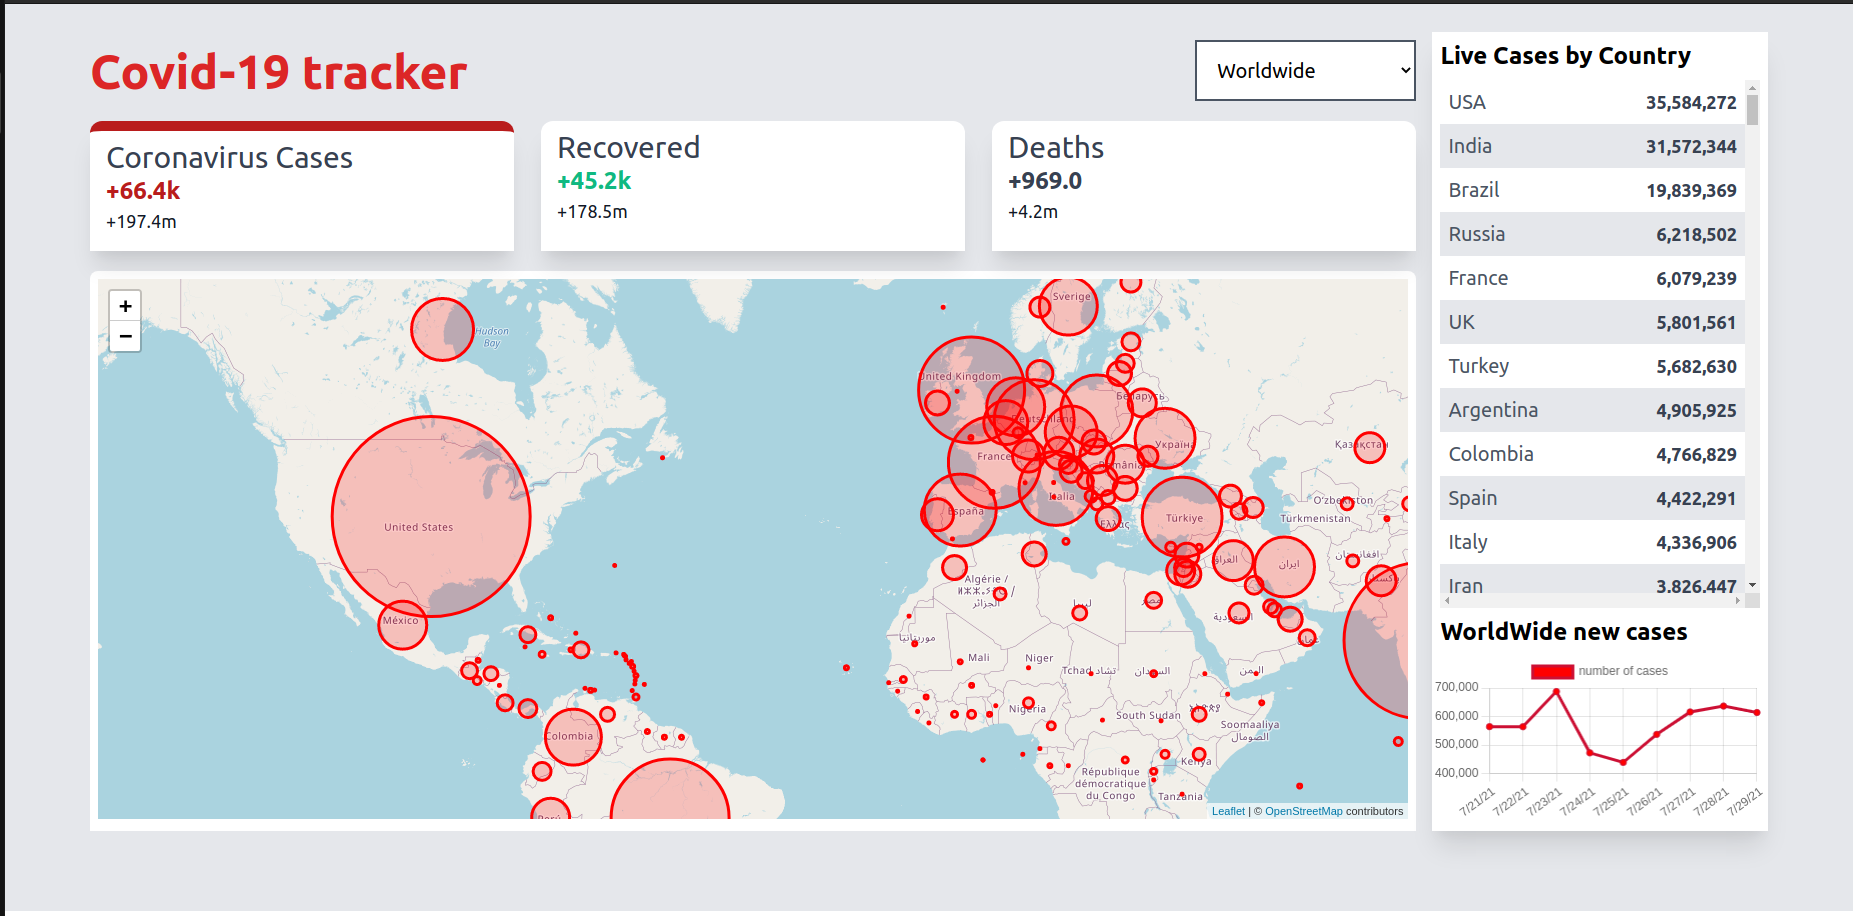 Covid-19 tracker
Worldwide
Coronavirus Cases
+66.4k
+197.4m
Recovered
+45.2k
+178.5m
Deaths
+969.0
+4.2m
+
−
Hudson
Bay
United States
México
Colombia
Perú
Sverige
United Kingdom
Deutschland
Беларусь
Україна
France
România
Italia
España
Ελλάς
Türkiye
Қазақстан
O'zbekiston
Türkmenistan
افغانستان
پاکستان
ایران
العراق
السعودية
عمان
اليمن
مصر
ليبيا
Algérie /
الجزائر
موريتانيا
Mali
Niger
Tchad تشاد
السودان
Nigeria
South Sudan
Soomaaliya
الصومال
Kenya
République
démocratique
du Congo
Tanzania
Leaflet | © OpenStreetMap contributors
Live Cases by Country
USA 35,584,272
India 31,572,344
Brazil 19,839,369
Russia 6,218,502
France 6,079,239
UK 5,801,561
Turkey 5,682,630
Argentina 4,905,925
Colombia 4,766,829
Spain 4,422,291
Italy 4,336,906
Iran 3,826,447
WorldWide new cases
number of cases
700,000
600,000
500,000
400,000
7/21/21
7/22/21
7/23/21
7/24/21
7/25/21
7/26/21
7/27/21
7/28/21
7/29/21